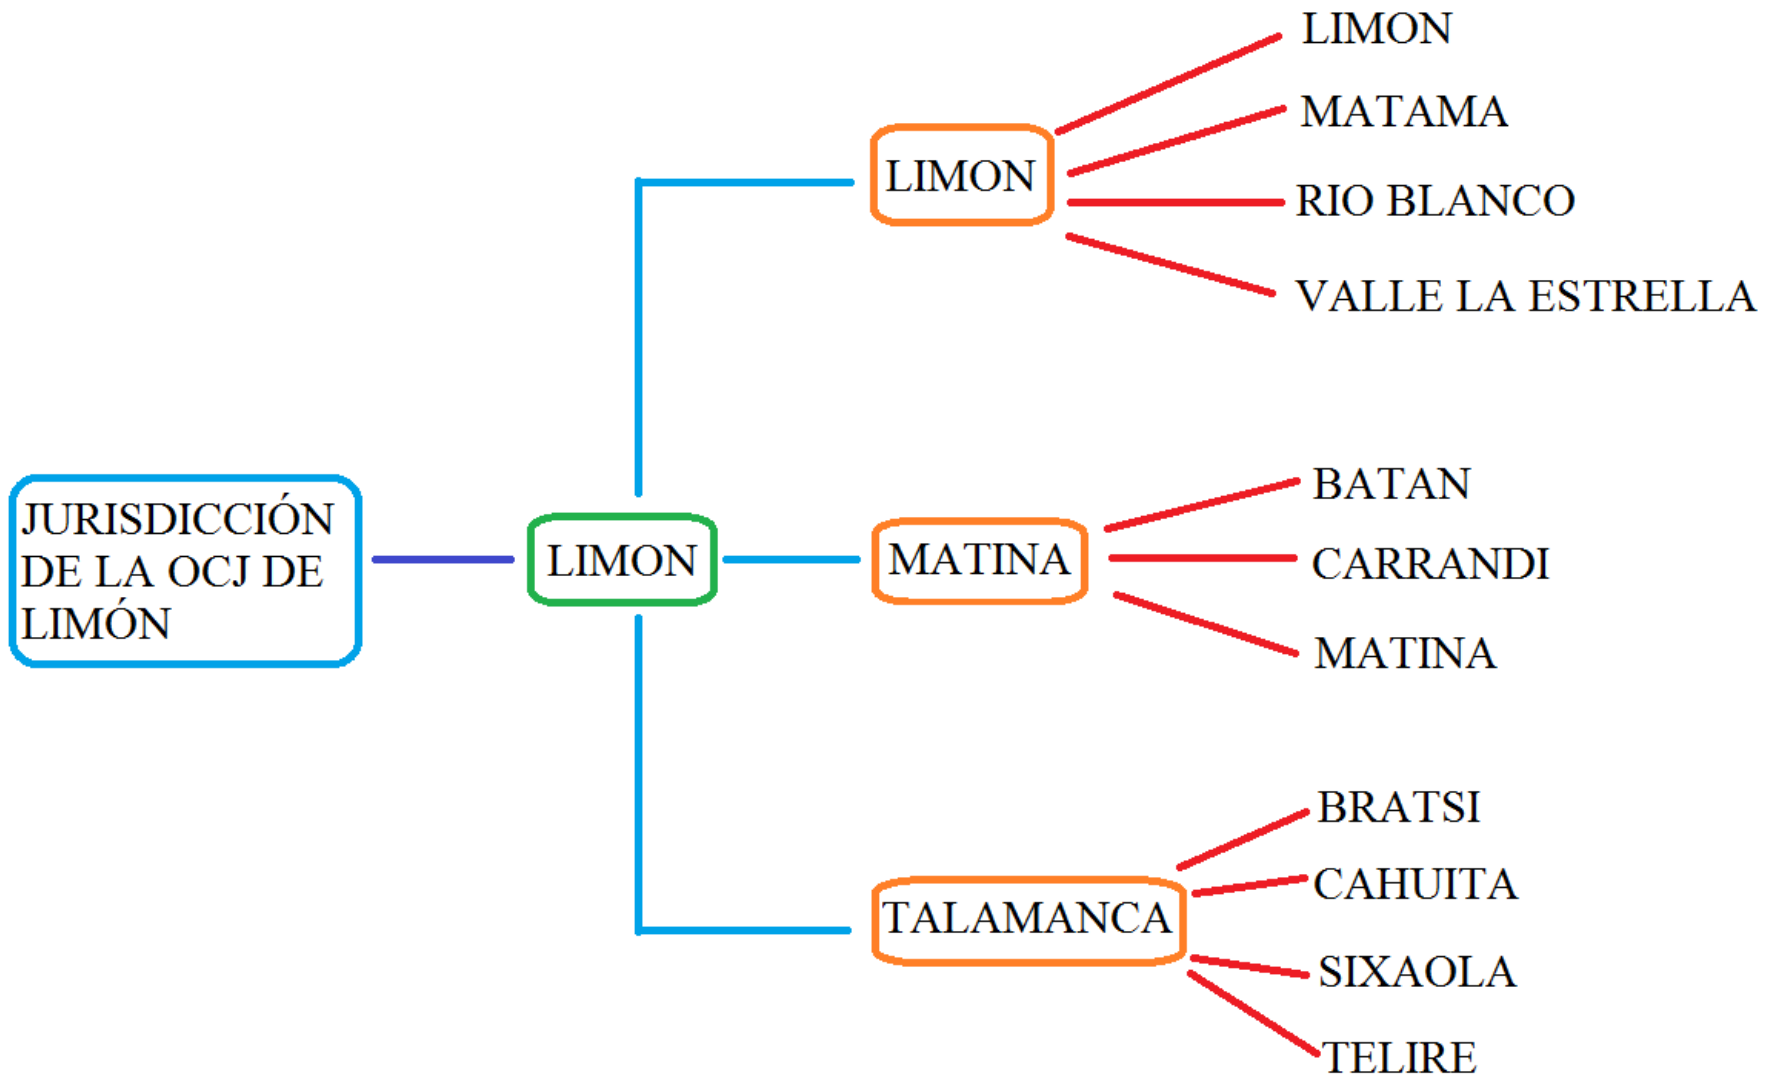 JURISDICCIÓN
DE LA OCJ DE
LIMÓN
LIMON
LIMON
LIMON
MATAMA
RIO BLANCO
VALLE LA ESTRELLA
MATINA
BATAN
CARRANDI
MATINA
TALAMANCA
BRATSI
CAHUITA
SIXAOLA
TELIRE